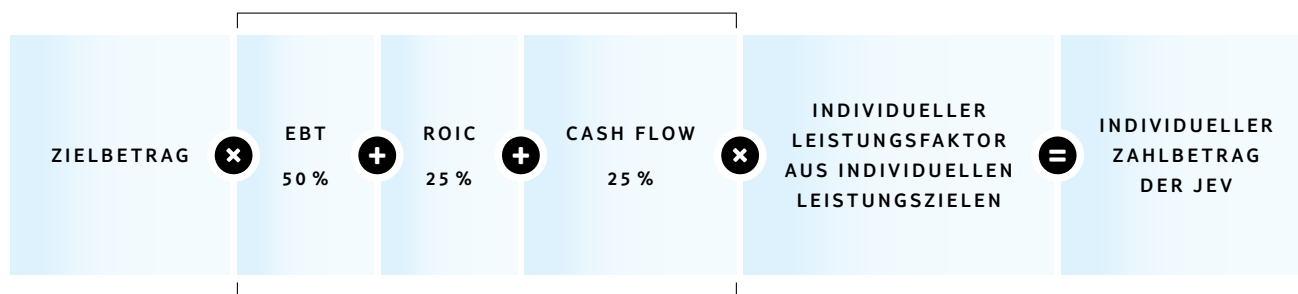 ZIELBETRAG
×
EBT
50 %
+
ROIC
25 %
+
CASH FLOW
25 %
×
INDIVIDUELLER
LEISTUNGSFAKTOR
AUS INDIVIDUELLEN
LEISTUNGSZIELEN
=
INDIVIDUELLER
ZAHLBETRAG
DER JEV